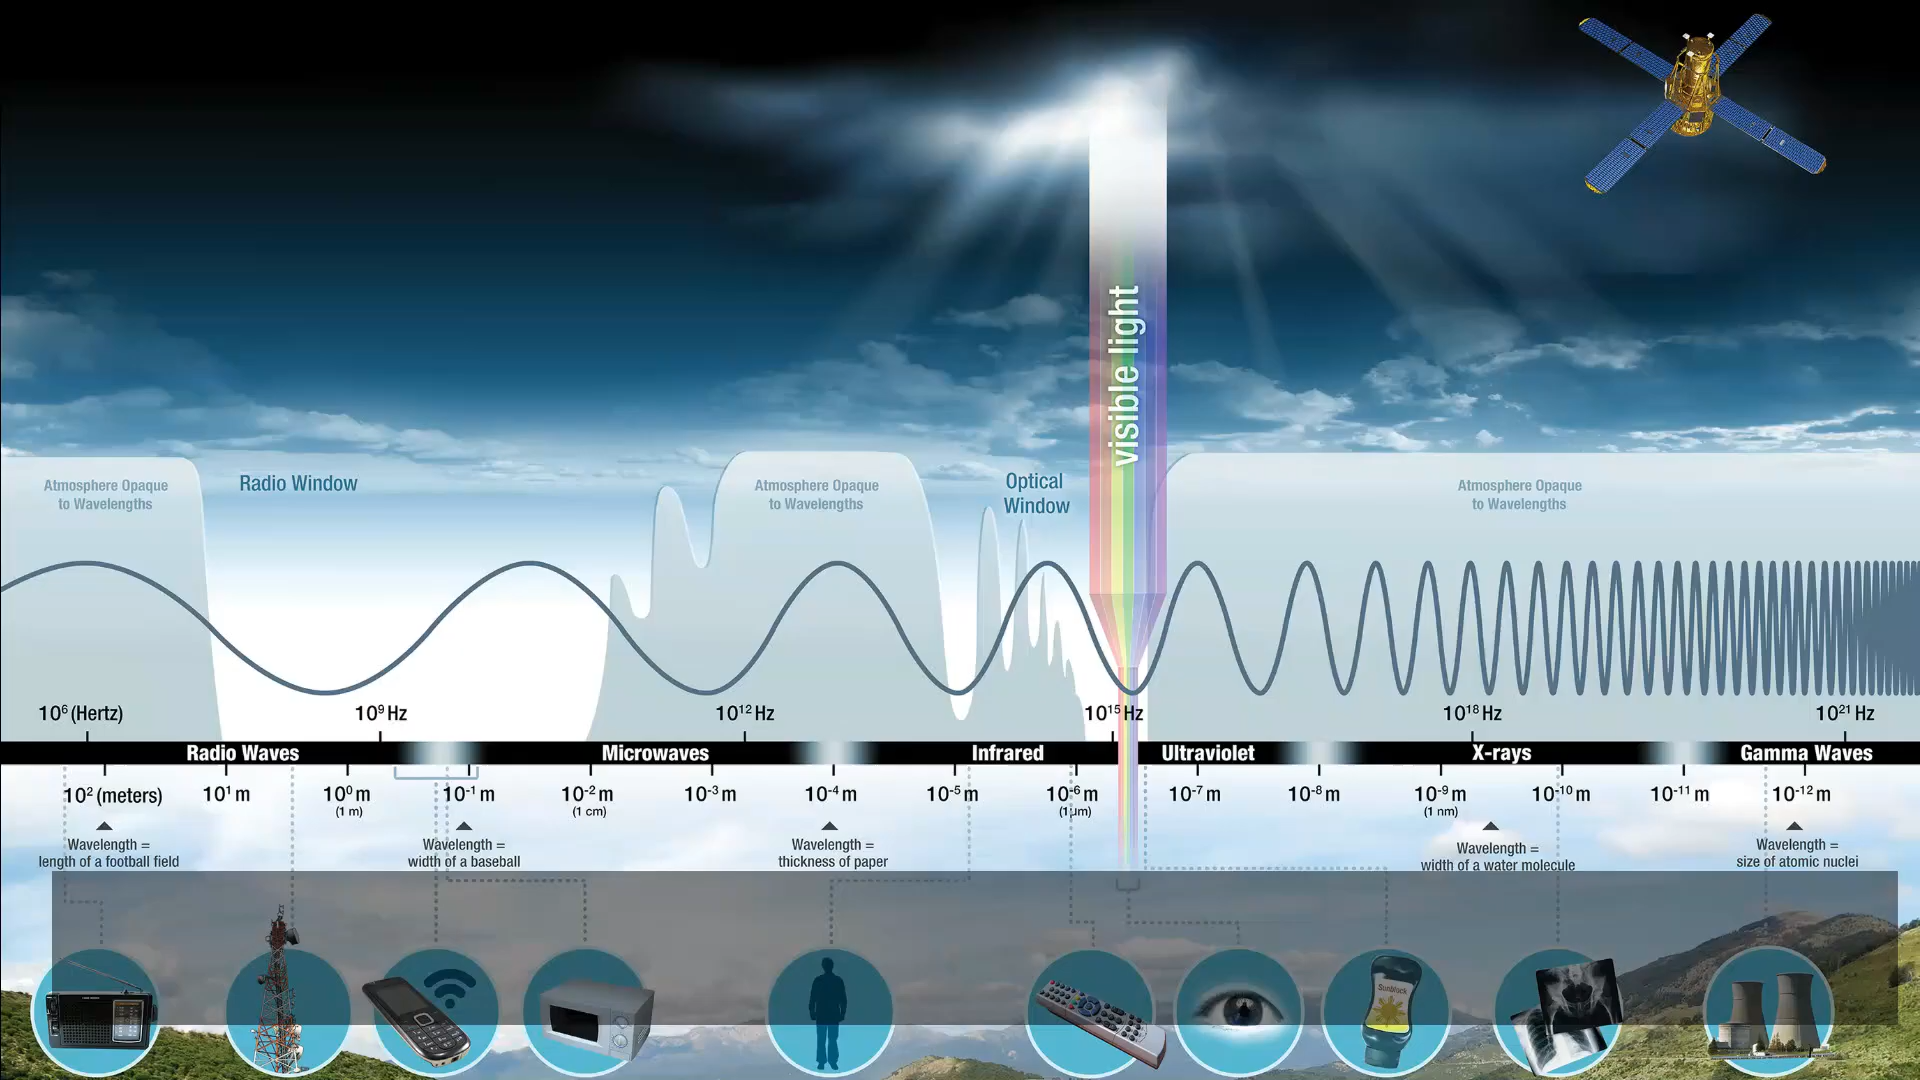 visible light
Atmosphere Opaque
to Wavelengths
Radio Window
Atmosphere Opaque
to Wavelengths
Optical
Window
Atmosphere Opaque
to Wavelengths
10⁶ (Hertz)
10⁹ Hz
10¹² Hz
10¹⁵ Hz
10¹⁸ Hz
10²¹ Hz
Radio Waves
Microwaves
Infrared
Ultraviolet
X-rays
Gamma Waves
10² (meters)
10¹ m
10⁰ m
(1 m)
10⁻¹ m
10⁻² m
(1 cm)
10⁻³ m
10⁻⁴ m
10⁻⁵ m
10⁻⁶ m
(1 µm)
10⁻⁷ m
10⁻⁸ m
10⁻⁹ m
(1 nm)
10⁻¹⁰ m
10⁻¹¹ m
10⁻¹² m
Wavelength =
length of a football field
Wavelength =
width of a baseball
Wavelength =
thickness of paper
Wavelength =
width of a water molecule
Wavelength =
size of atomic nuclei
Sunblock